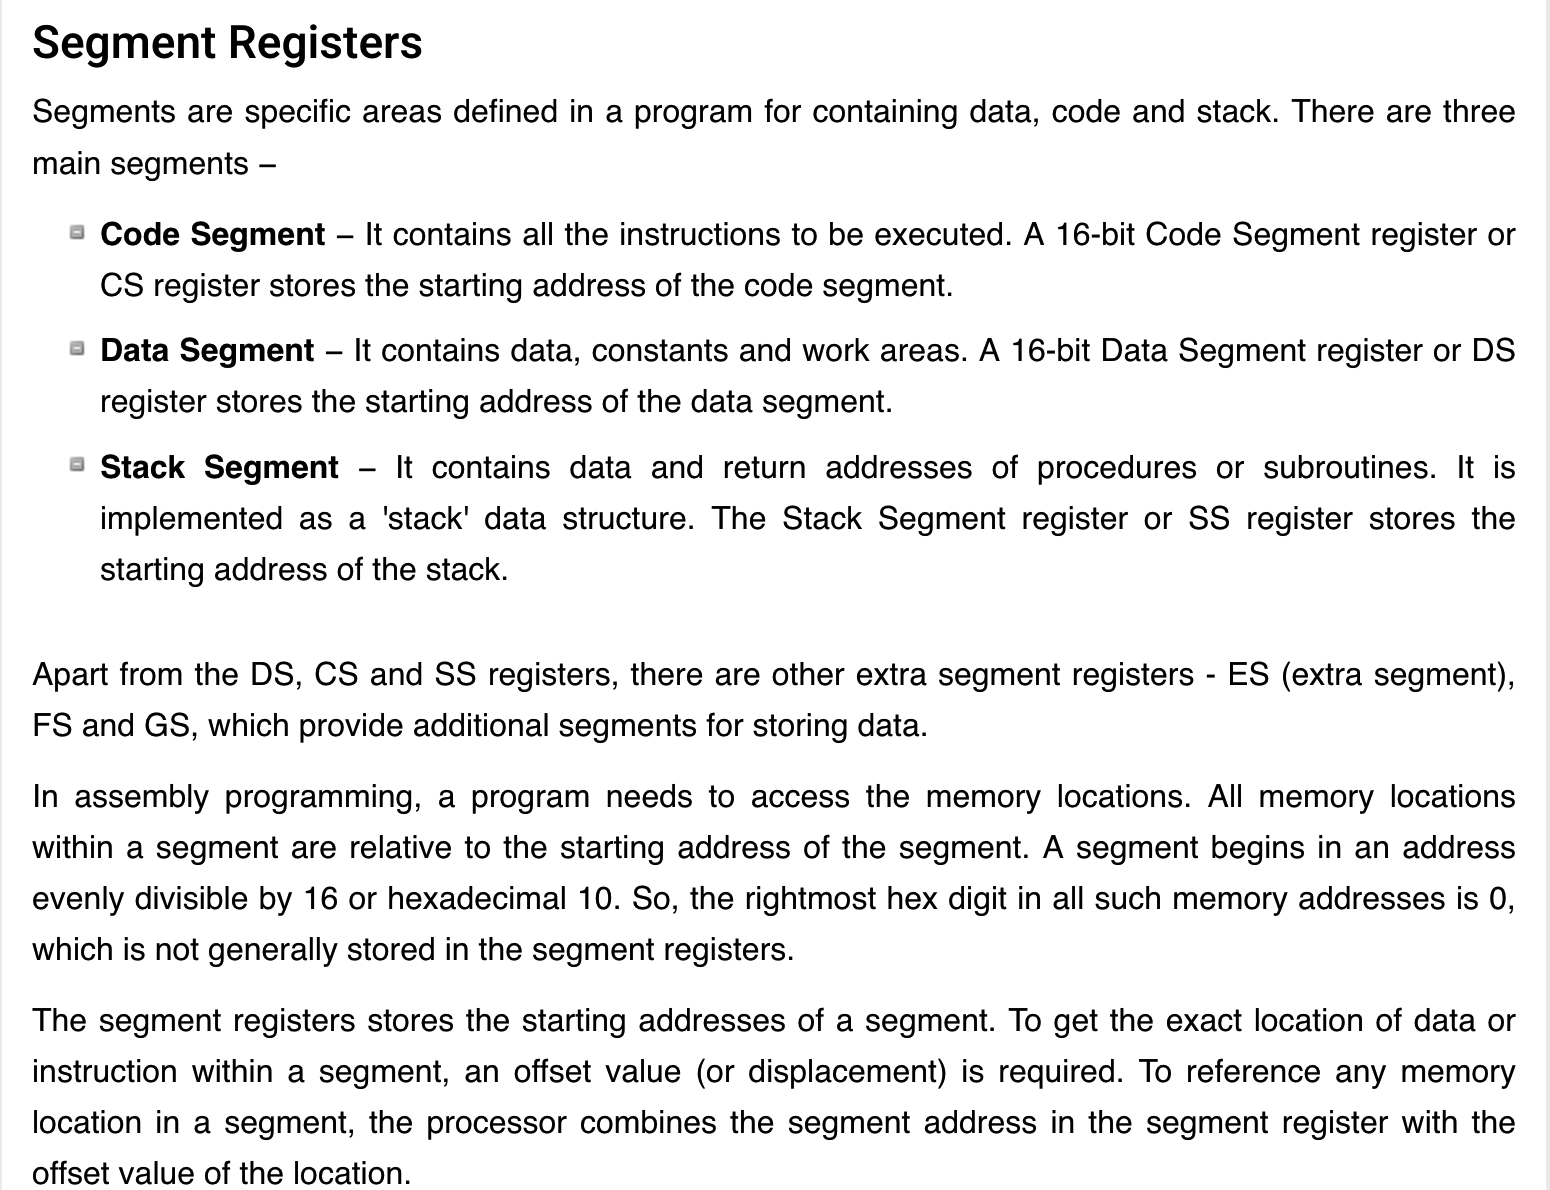 Segment Registers
Segments are specific areas defined in a program for containing data, code and stack. There are three
main segments –
Code Segment – It contains all the instructions to be executed. A 16-bit Code Segment register or
CS register stores the starting address of the code segment.
Data Segment – It contains data, constants and work areas. A 16-bit Data Segment register or DS
register stores the starting address of the data segment.
Stack Segment – It contains data and return addresses of procedures or subroutines. It is
implemented as a 'stack' data structure. The Stack Segment register or SS register stores the
starting address of the stack.
Apart from the DS, CS and SS registers, there are other extra segment registers - ES (extra segment),
FS and GS, which provide additional segments for storing data.
In assembly programming, a program needs to access the memory locations. All memory locations
within a segment are relative to the starting address of the segment. A segment begins in an address
evenly divisible by 16 or hexadecimal 10. So, the rightmost hex digit in all such memory addresses is 0,
which is not generally stored in the segment registers.
The segment registers stores the starting addresses of a segment. To get the exact location of data or
instruction within a segment, an offset value (or displacement) is required. To reference any memory
location in a segment, the processor combines the segment address in the segment register with the
offset value of the location.